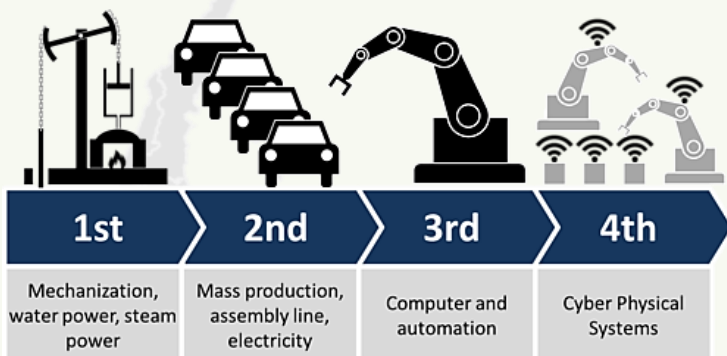 1st
2nd
3rd
4th
Mechanization,
water power, steam
power
Mass production,
assembly line,
electricity
Computer and
automation
Cyber Physical
Systems